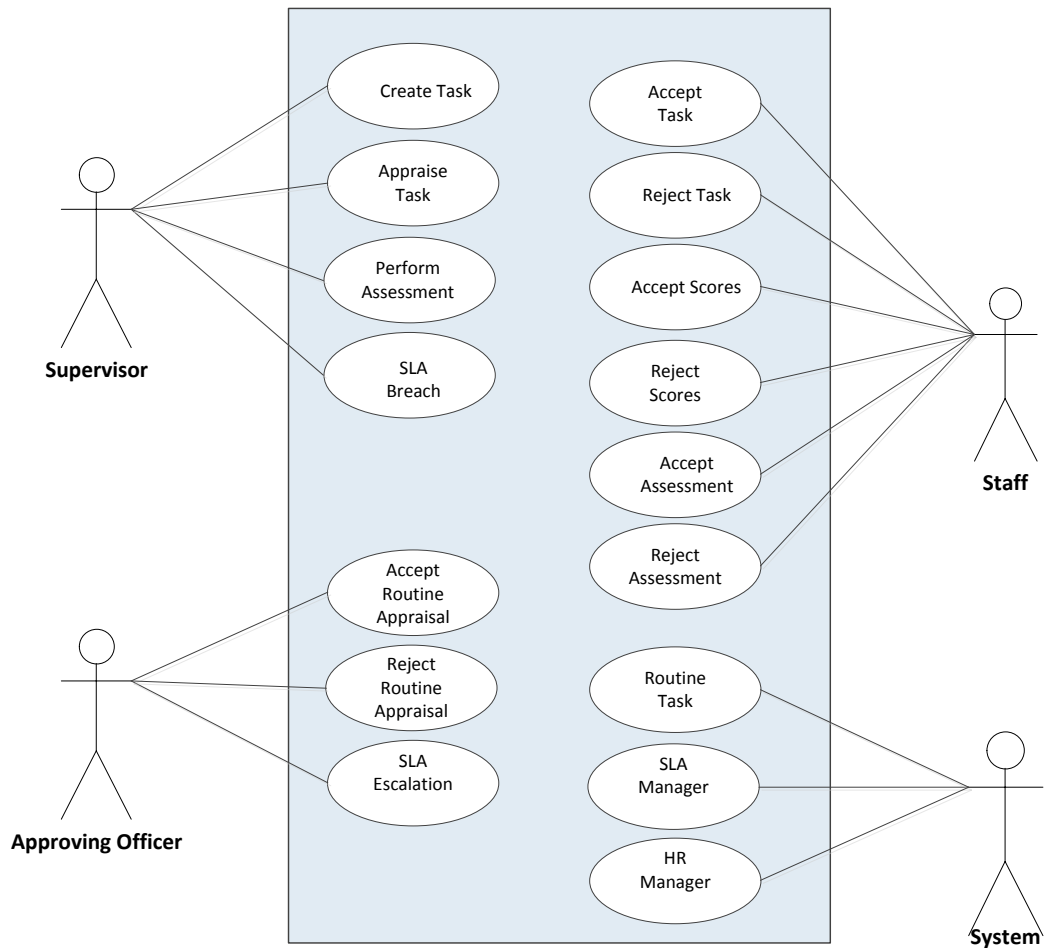 Create Task
Appraise
Task
Perform
Assessment
SLA
Breach
Supervisor
Accept
Task
Reject Task
Accept Scores
Reject
Scores
Accept
Assessment
Reject
Assessment
Staff
Accept
Routine
Appraisal
Reject
Routine
Appraisal
SLA
Escalation
Approving Officer
Routine
Task
SLA
Manager
HR
Manager
System